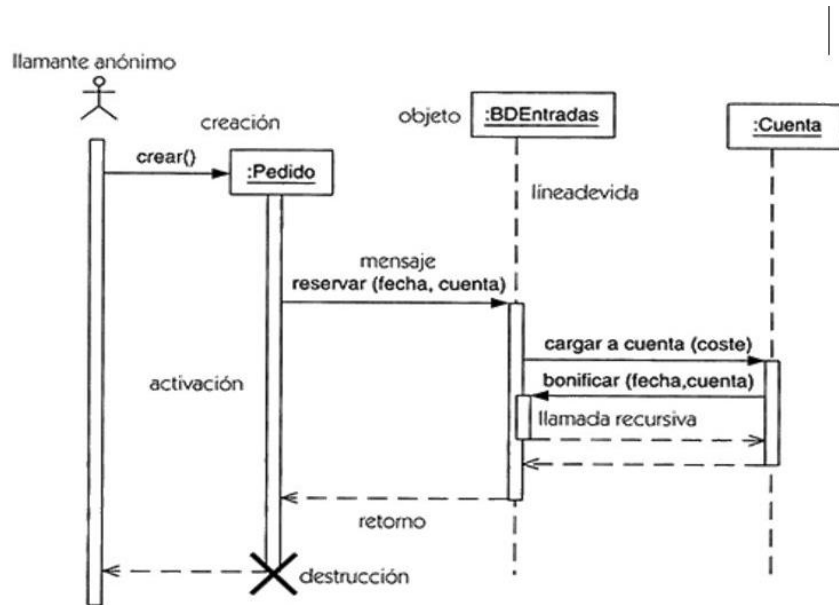 llamante anónimo
creación
objeto
:BDEntradas
:Cuenta
crear()
:Pedido
líneadevida
mensaje
reservar (fecha, cuenta)
cargar a cuenta (coste)
activación
bonificar (fecha,cuenta)
llamada recursiva
retorno
destrucción